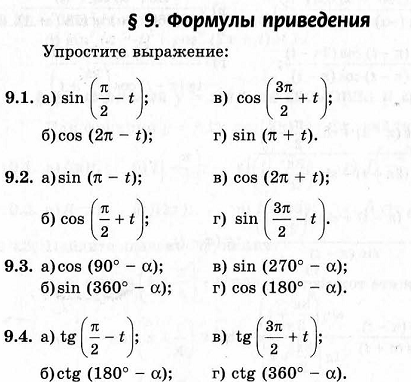 § 9. Формулы приведения
Упростите выражение:
9.1. а) sin (π/2 − t); в) cos (3π/2 + t);
б) cos (2π − t); г) sin (π + t).
9.2. а) sin (π − t); в) cos (2π + t);
б) cos (π/2 + t); г) sin (3π/2 − t).
9.3. а) cos (90° − α); в) sin (270° − α);
б) sin (360° − α); г) cos (180° − α).
9.4. а) tg (π/2 − t); в) tg (3π/2 + t);
б) ctg (180° − α); г) ctg (360° − α).